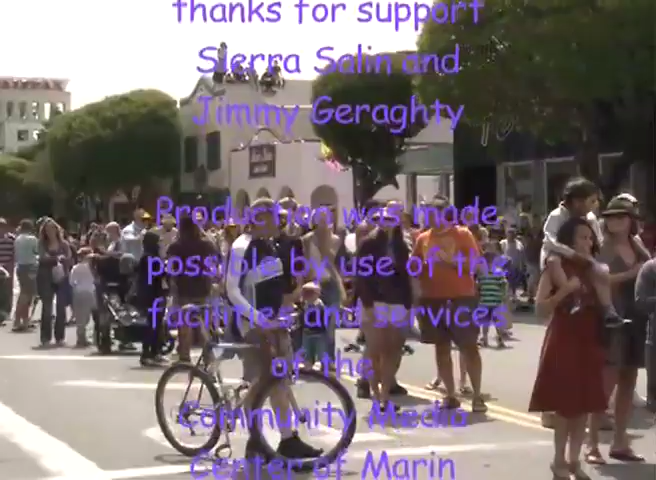 thanks for support
Sierra Salin and
Jimmy Geraghty
Production was made
possible by use of the
facilities and services
of the
Community Media
Center of Marin